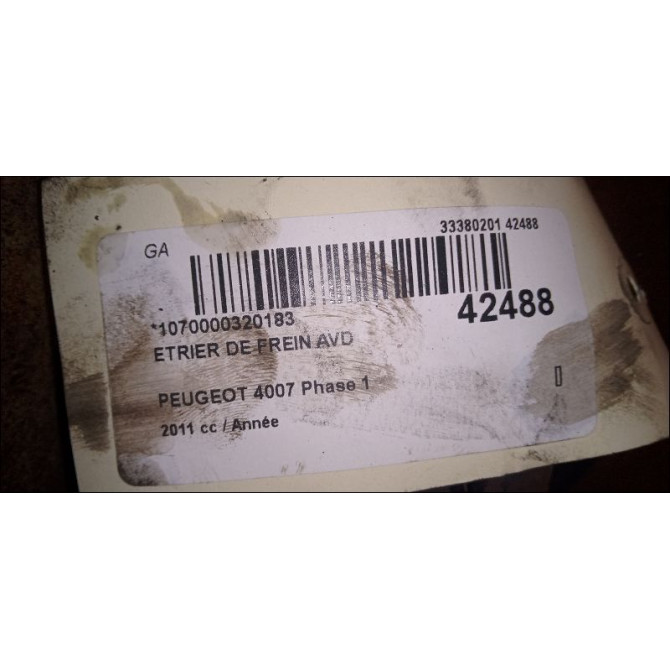 GA
33380201 42488
42488
*1070000320183
ETRIER DE FREIN AVD
PEUGEOT 4007 Phase 1
2011 cc / Année